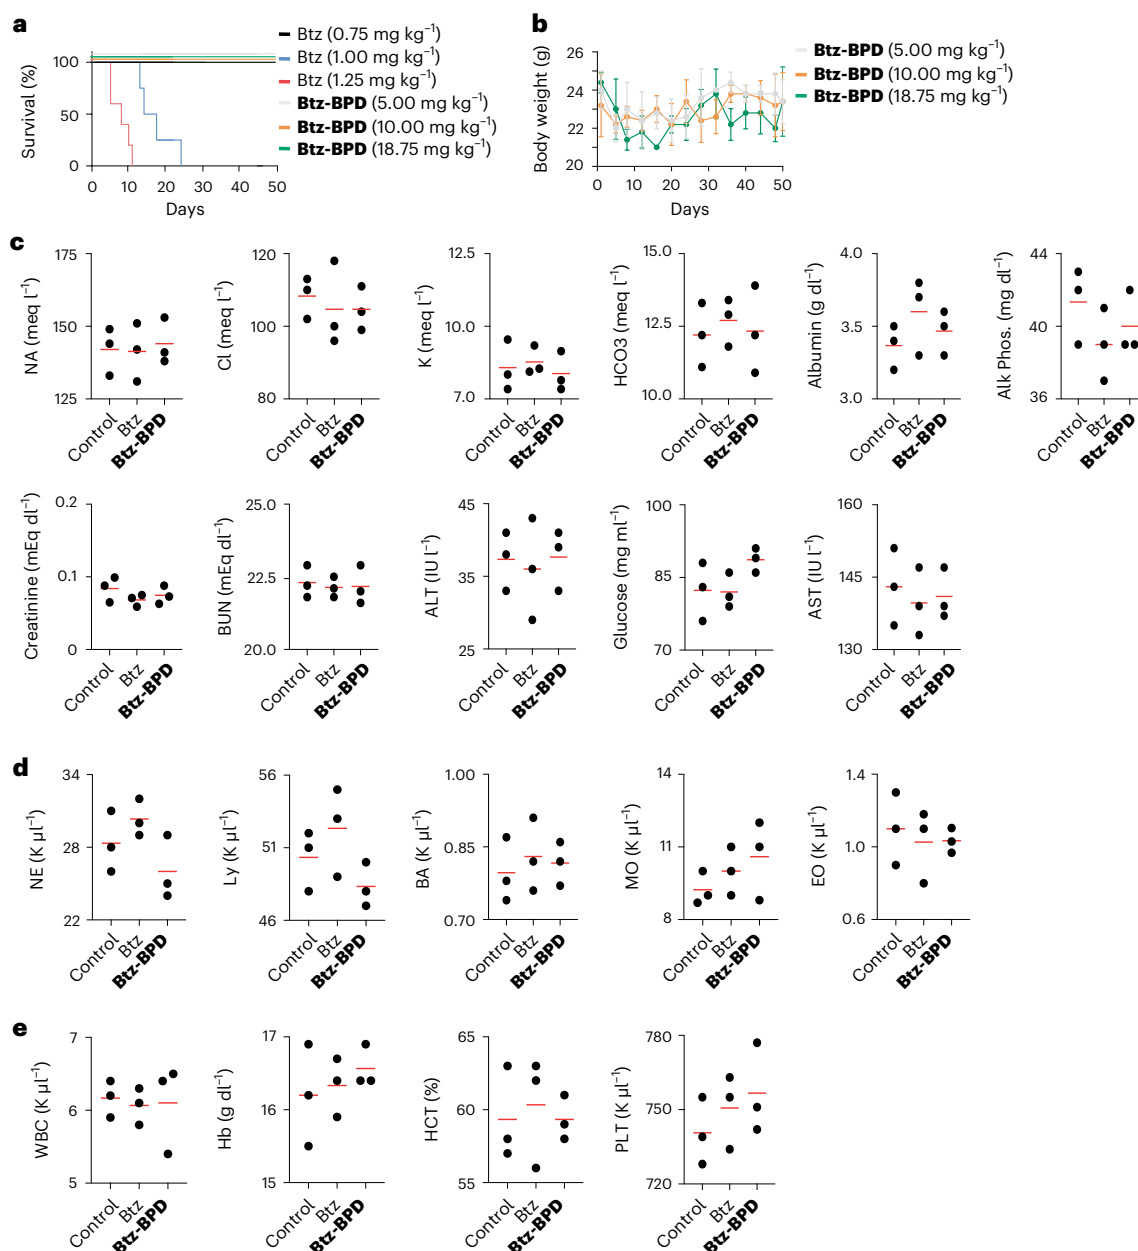 a
Survival (%)
100
50
0
0 10 20 30 40 50
Days
Btz (0.75 mg kg⁻¹)
Btz (1.00 mg kg⁻¹)
Btz (1.25 mg kg⁻¹)
Btz-BPD (5.00 mg kg⁻¹)
Btz-BPD (10.00 mg kg⁻¹)
Btz-BPD (18.75 mg kg⁻¹)
b
Body weight (g)
26
24
22
20
0 10 20 30 40 50
Days
Btz-BPD (5.00 mg kg⁻¹)
Btz-BPD (10.00 mg kg⁻¹)
Btz-BPD (18.75 mg kg⁻¹)
c
NA (meq l⁻¹)
175
150
125
Control Btz Btz-BPD
Cl (meq l⁻¹)
120
100
80
Control Btz Btz-BPD
K (meq l⁻¹)
12.5
10.0
7.0
Control Btz Btz-BPD
HCO3 (meq l⁻¹)
15.0
12.5
10.0
Control Btz Btz-BPD
Albumin (g dl⁻¹)
4.0
3.5
3.0
Control Btz Btz-BPD
Alk Phos. (mg dl⁻¹)
44
40
36
Control Btz Btz-BPD
Creatinine (mEq dl⁻¹)
0.2
0.1
0
Control Btz Btz-BPD
BUN (mEq dl⁻¹)
25.0
22.5
20.0
Control Btz Btz-BPD
ALT (IU l⁻¹)
45
35
25
Control Btz Btz-BPD
Glucose (mg ml⁻¹)
100
85
70
Control Btz Btz-BPD
AST (IU l⁻¹)
160
145
130
Control Btz Btz-BPD
d
NE (K µl⁻¹)
34
28
22
Control Btz Btz-BPD
Ly (K µl⁻¹)
56
51
46
Control Btz Btz-BPD
BA (K µl⁻¹)
1.00
0.85
0.70
Control Btz Btz-BPD
MO (K µl⁻¹)
14
11
8
Control Btz Btz-BPD
EO (K µl⁻¹)
1.4
1.0
0.6
Control Btz Btz-BPD
e
WBC (K µl⁻¹)
7
6
5
Control Btz Btz-BPD
Hb (g dl⁻¹)
17
16
15
Control Btz Btz-BPD
HCT (%)
65
60
55
Control Btz Btz-BPD
PLT (K µl⁻¹)
780
750
720
Control Btz Btz-BPD